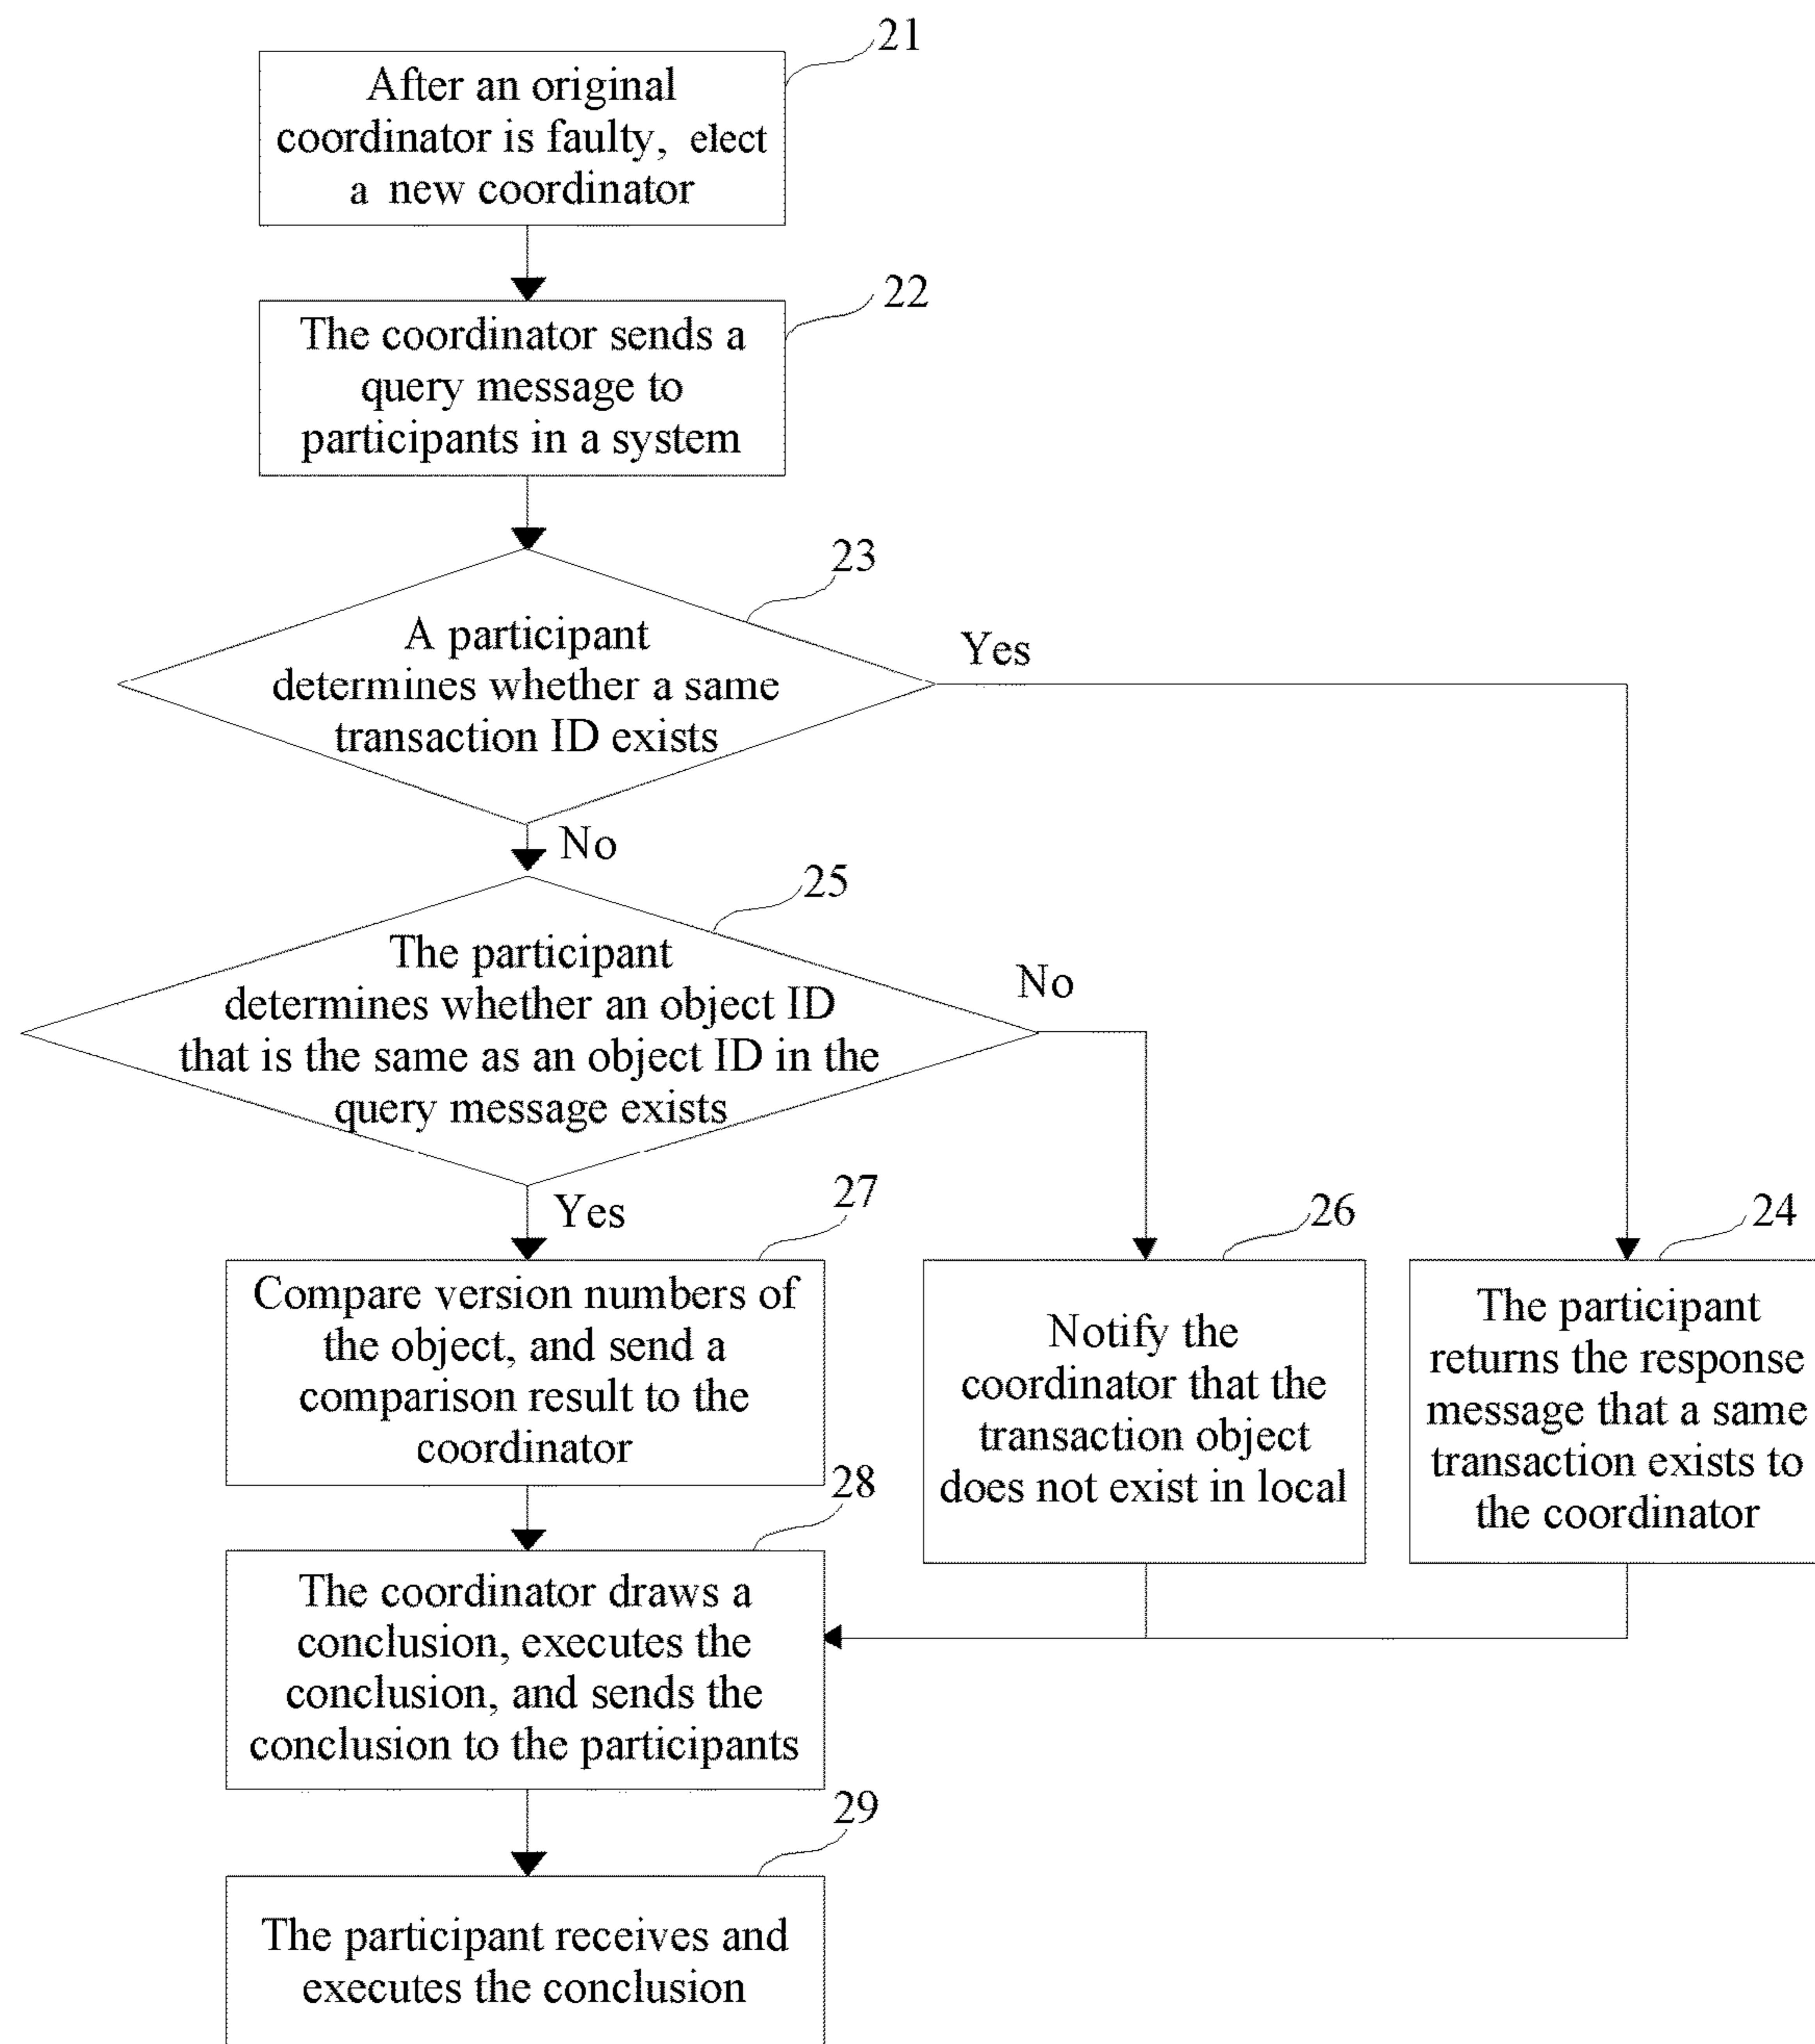 21
After an original
coordinator is faulty, elect
a new coordinator
22
The coordinator sends a
query message to
participants in a system
23
A participant
determines whether a same
transaction ID exists
Yes
No
25
The participant
determines whether an object ID
that is the same as an object ID in the
query message exists
No
Yes
27
Compare version numbers of
the object, and send a
comparison result to the
coordinator
26
Notify the
coordinator that the
transaction object
does not exist in local
24
The participant
returns the response
message that a same
transaction exists to
the coordinator
28
The coordinator draws a
conclusion, executes the
conclusion, and sends the
conclusion to the participants
29
The participant receives and
executes the conclusion